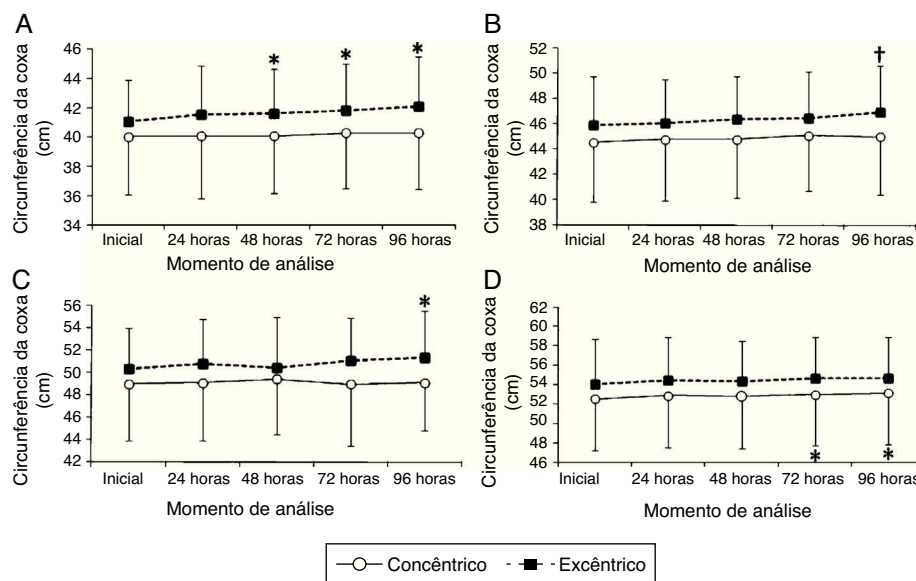 A
Circunferência da coxa
(cm)
46
44
42
40
38
36
34
* * *
Inicial 24 horas 48 horas 72 horas 96 horas
Momento de análise
B
Circunferência da coxa
(cm)
52
50
48
46
44
42
40
38
†
Inicial 24 horas 48 horas 72 horas 96 horas
Momento de análise
C
Circunferência da coxa
(cm)
56
54
52
51
49
48
46
44
42
*
Inicial 24 horas 48 horas 72 horas 96 horas
Momento de análise
D
Circunferência da coxa
(cm)
62
60
58
56
54
52
50
48
46
* *
Inicial 24 horas 48 horas 72 horas 96 horas
Momento de análise
Concêntrico Excêntrico